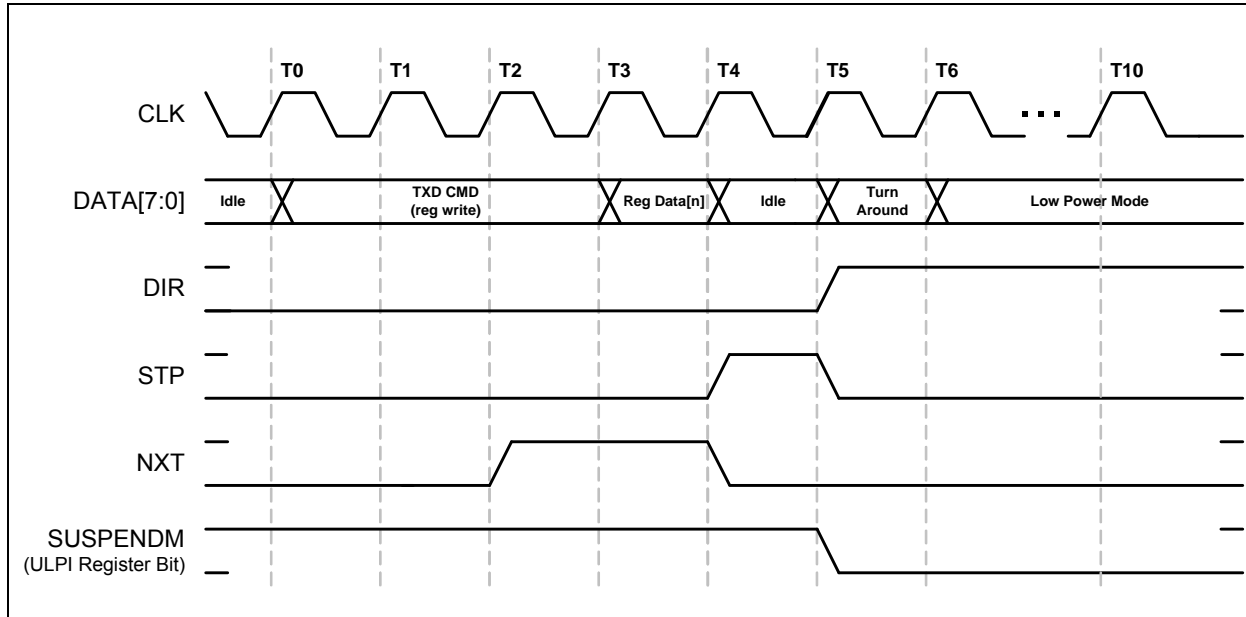 T0 T1 T2 T3 T4 T5 T6 T10
CLK
...
DATA[7:0] Idle TXD CMD Reg Data[n] Idle Turn Low Power Mode
(reg write) Around
DIR
STP
NXT
SUSPENDM
(ULPI Register Bit)